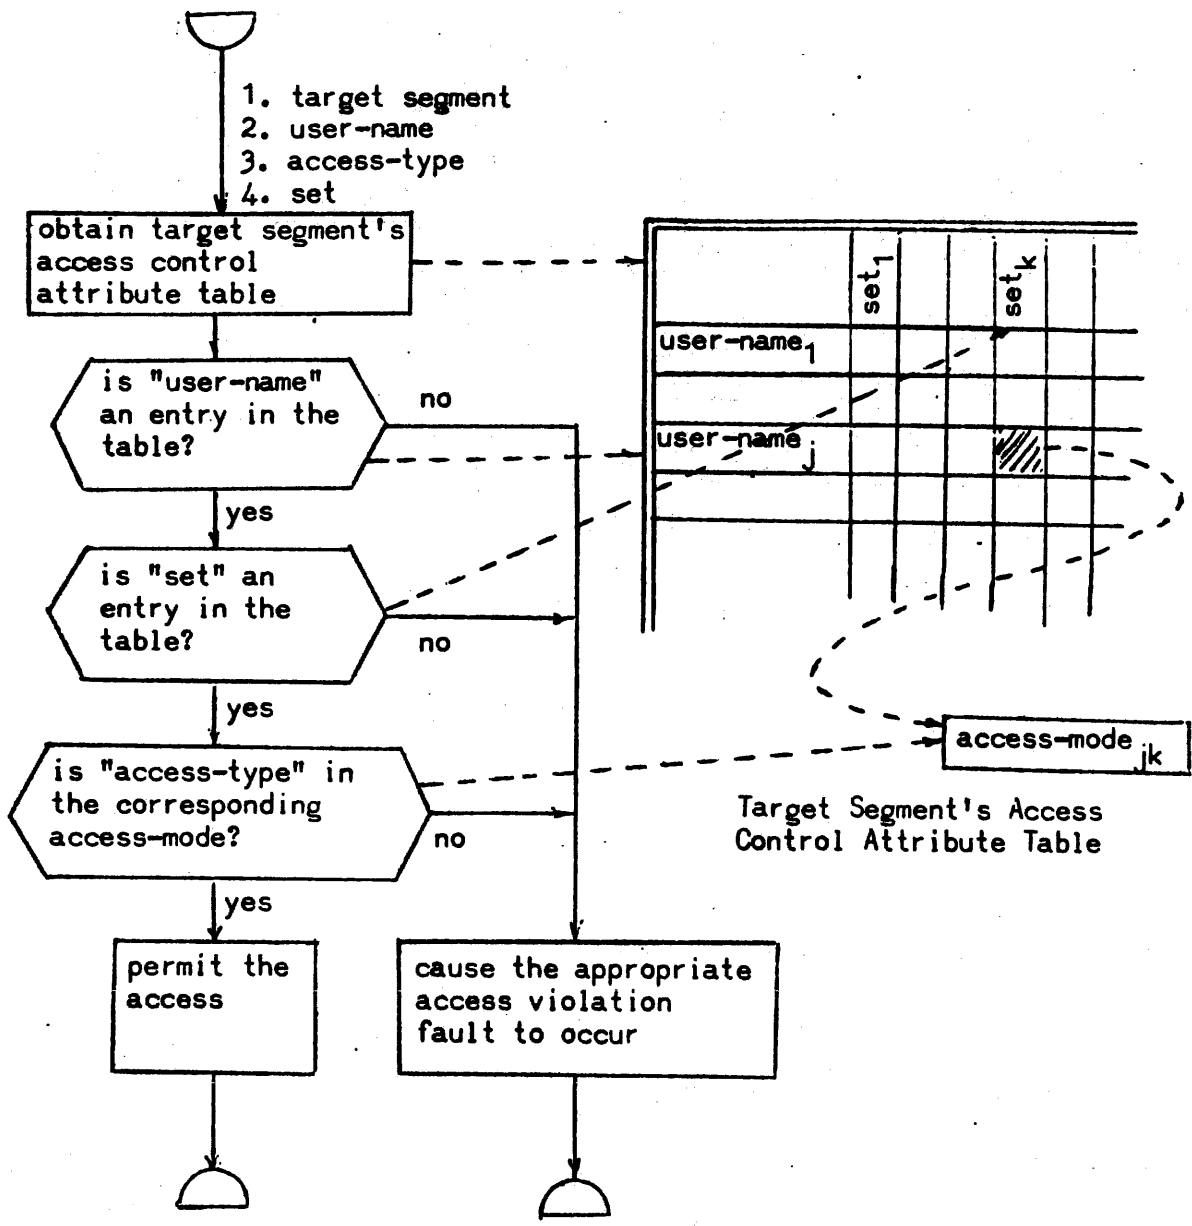 1. target segment
2. user-name
3. access-type
4. set
obtain target segment's
access control
attribute table
is "user-name"
an entry in the
table?
no
yes
is "set" an
entry in the
table?
no
yes
is "access-type" in
the corresponding
access-mode?
no
yes
permit the
access
cause the appropriate
access violation
fault to occur
set1
setk
user-name1
user-namej
access-modejk
Target Segment's Access
Control Attribute Table